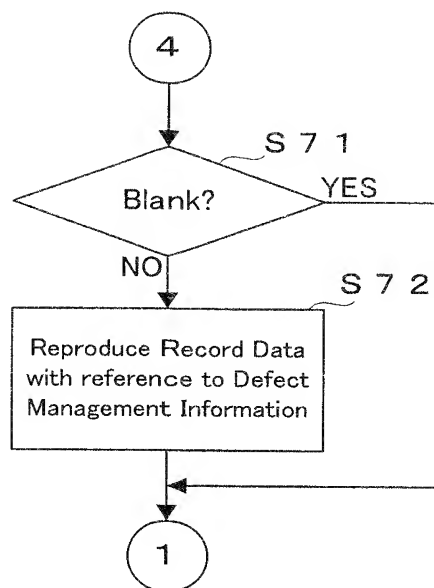 4
S 7 1
Blank?
YES
NO
S 7 2
Reproduce Record Data
with reference to Defect
Management Information
1